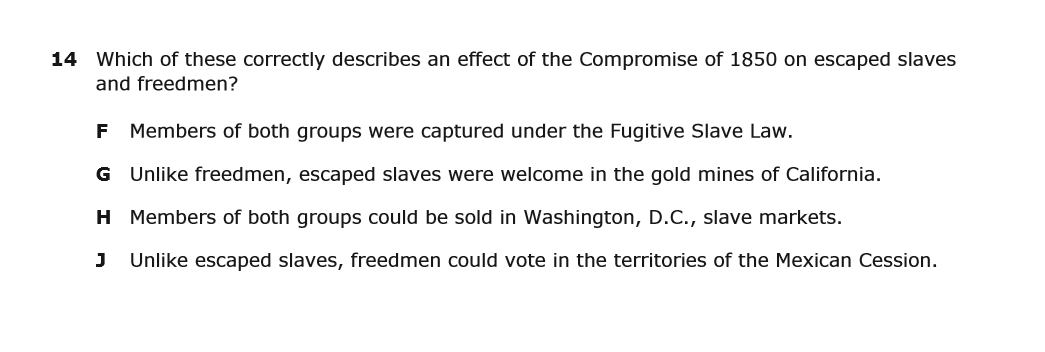 14 Which of these correctly describes an effect of the Compromise of 1850 on escaped slaves
and freedmen?
F Members of both groups were captured under the Fugitive Slave Law.
G Unlike freedmen, escaped slaves were welcome in the gold mines of California.
H Members of both groups could be sold in Washington, D.C., slave markets.
J Unlike escaped slaves, freedmen could vote in the territories of the Mexican Cession.